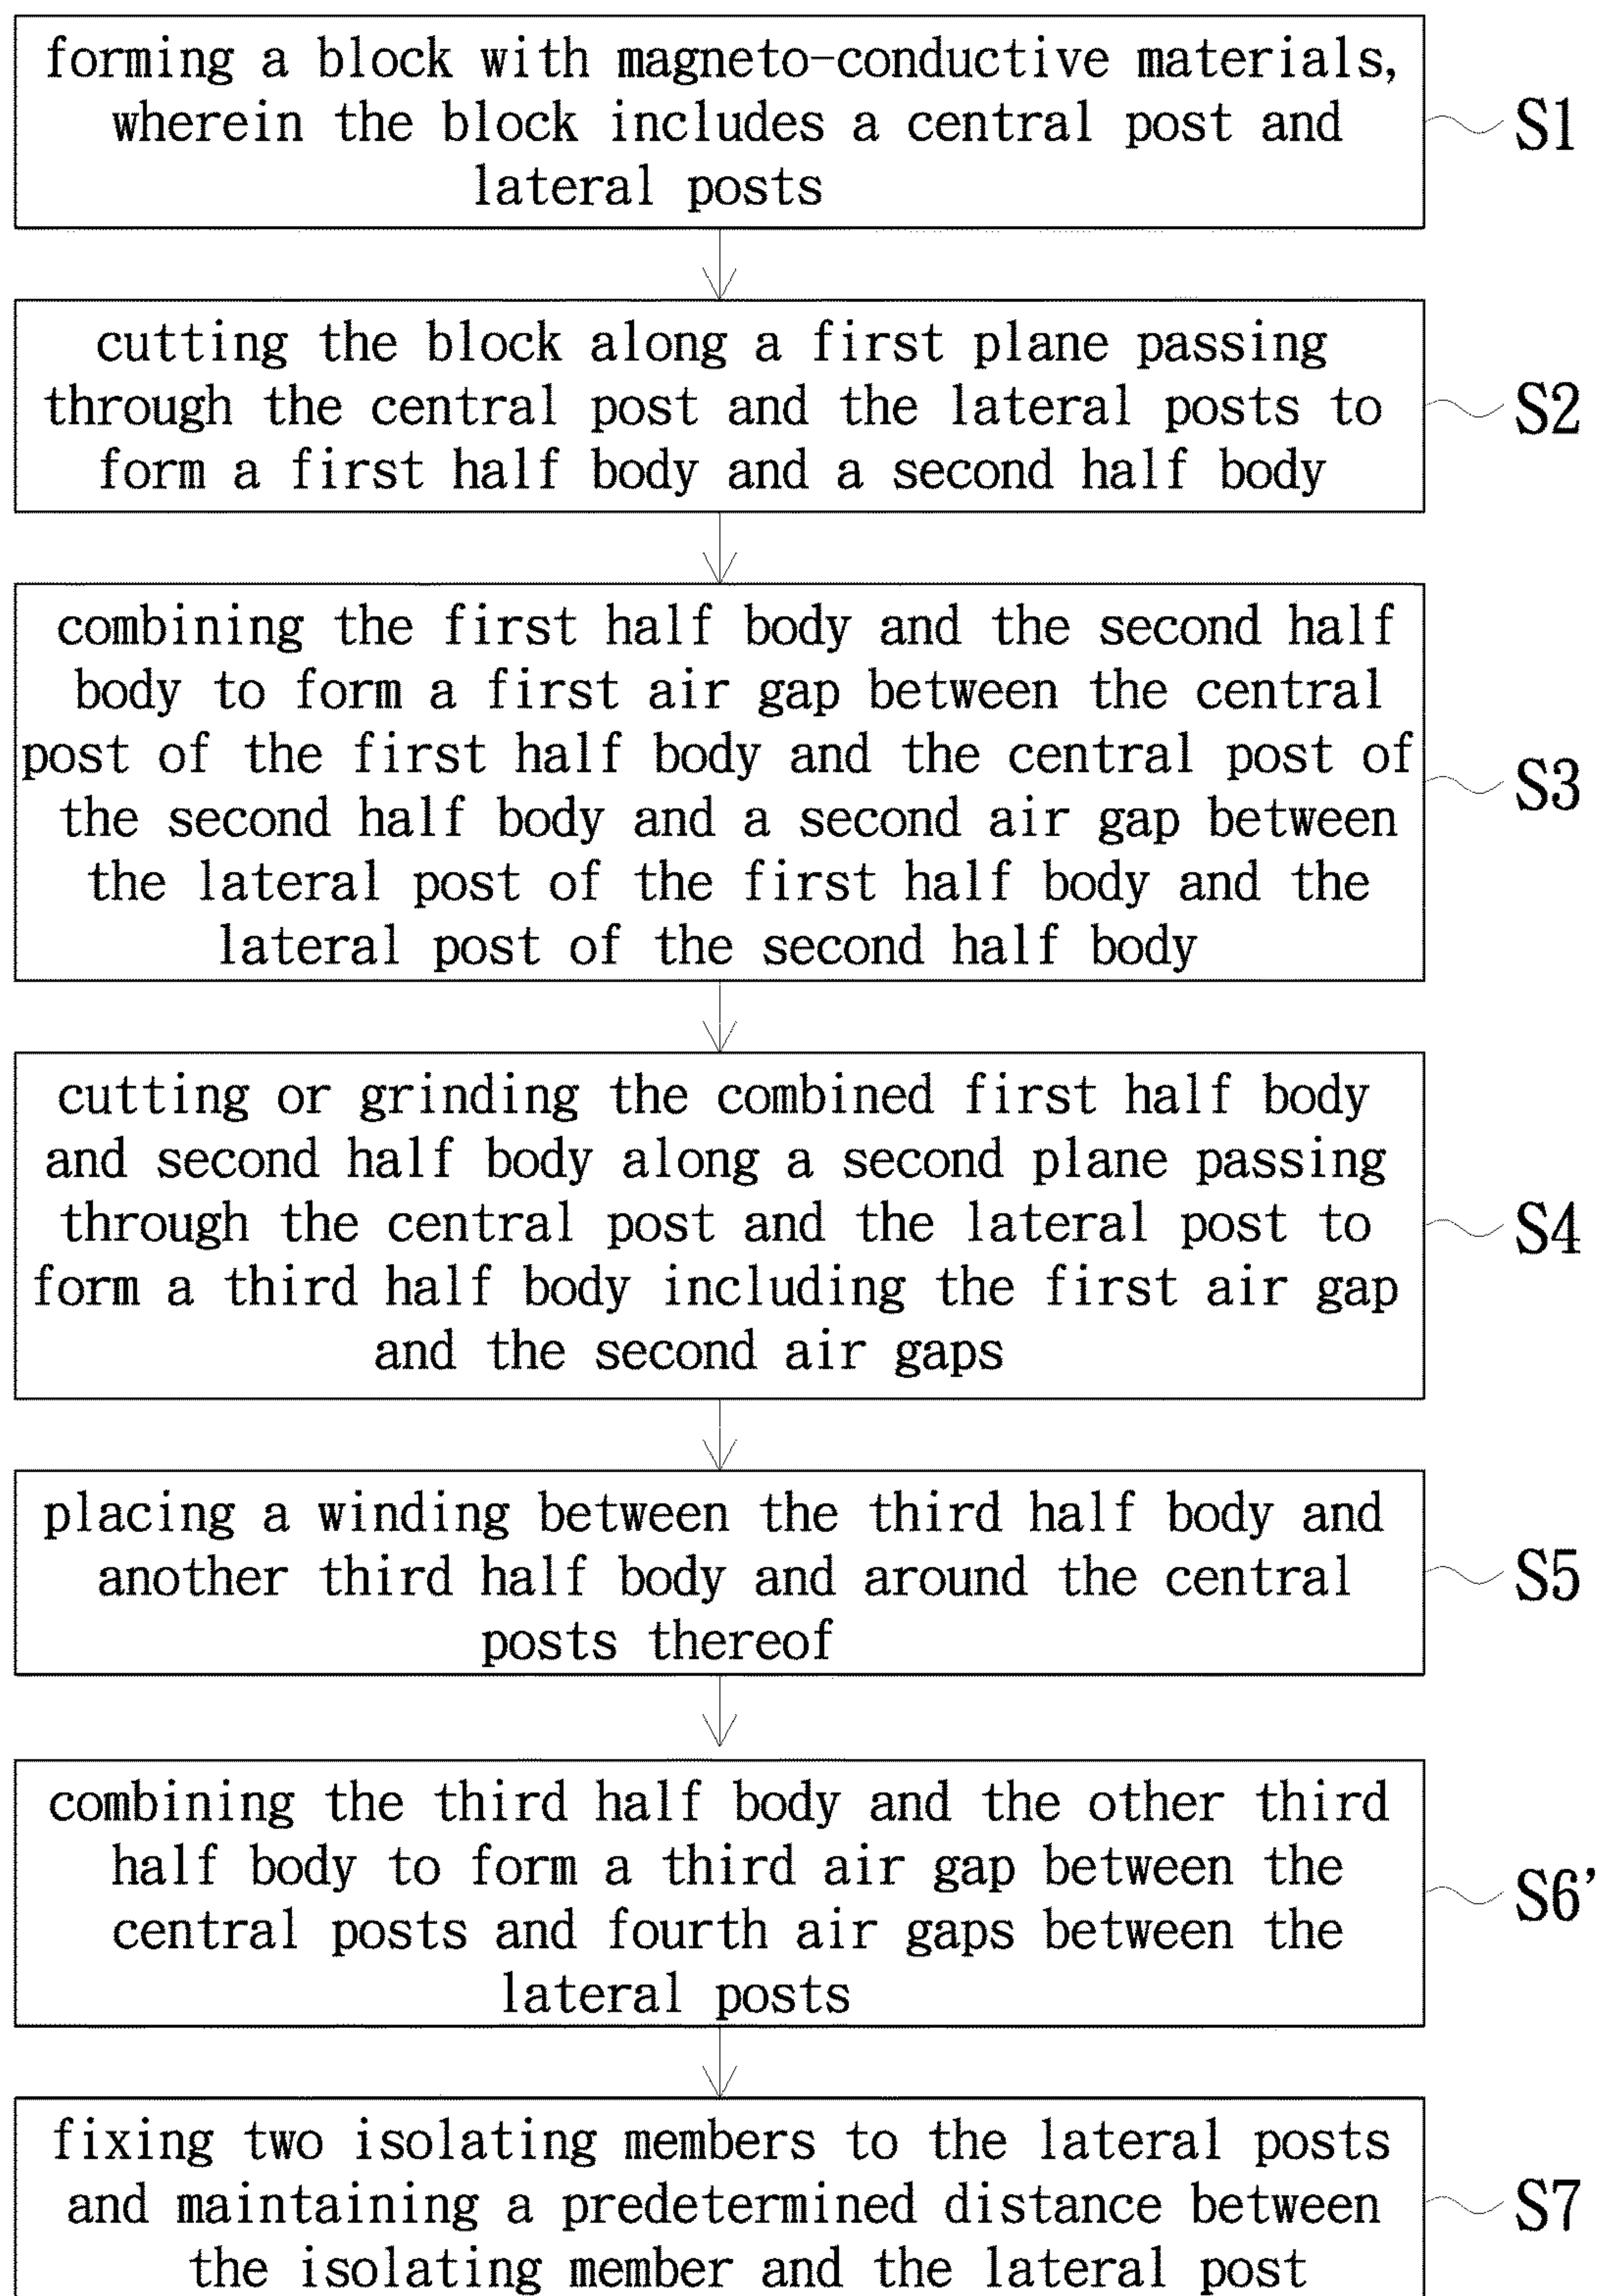 forming a block with magneto-conductive materials,
wherein the block includes a central post and
lateral posts
S1
cutting the block along a first plane passing
through the central post and the lateral posts to
form a first half body and a second half body
S2
combining the first half body and the second half
body to form a first air gap between the central
post of the first half body and the central post of
the second half body and a second air gap between
the lateral post of the first half body and the
lateral post of the second half body
S3
cutting or grinding the combined first half body
and second half body along a second plane passing
through the central post and the lateral post to
form a third half body including the first air gap
and the second air gaps
S4
placing a winding between the third half body and
another third half body and around the central
posts thereof
S5
combining the third half body and the other third
half body to form a third air gap between the
central posts and fourth air gaps between the
lateral posts
S6’
fixing two isolating members to the lateral posts
and maintaining a predetermined distance between
the isolating member and the lateral post
S7